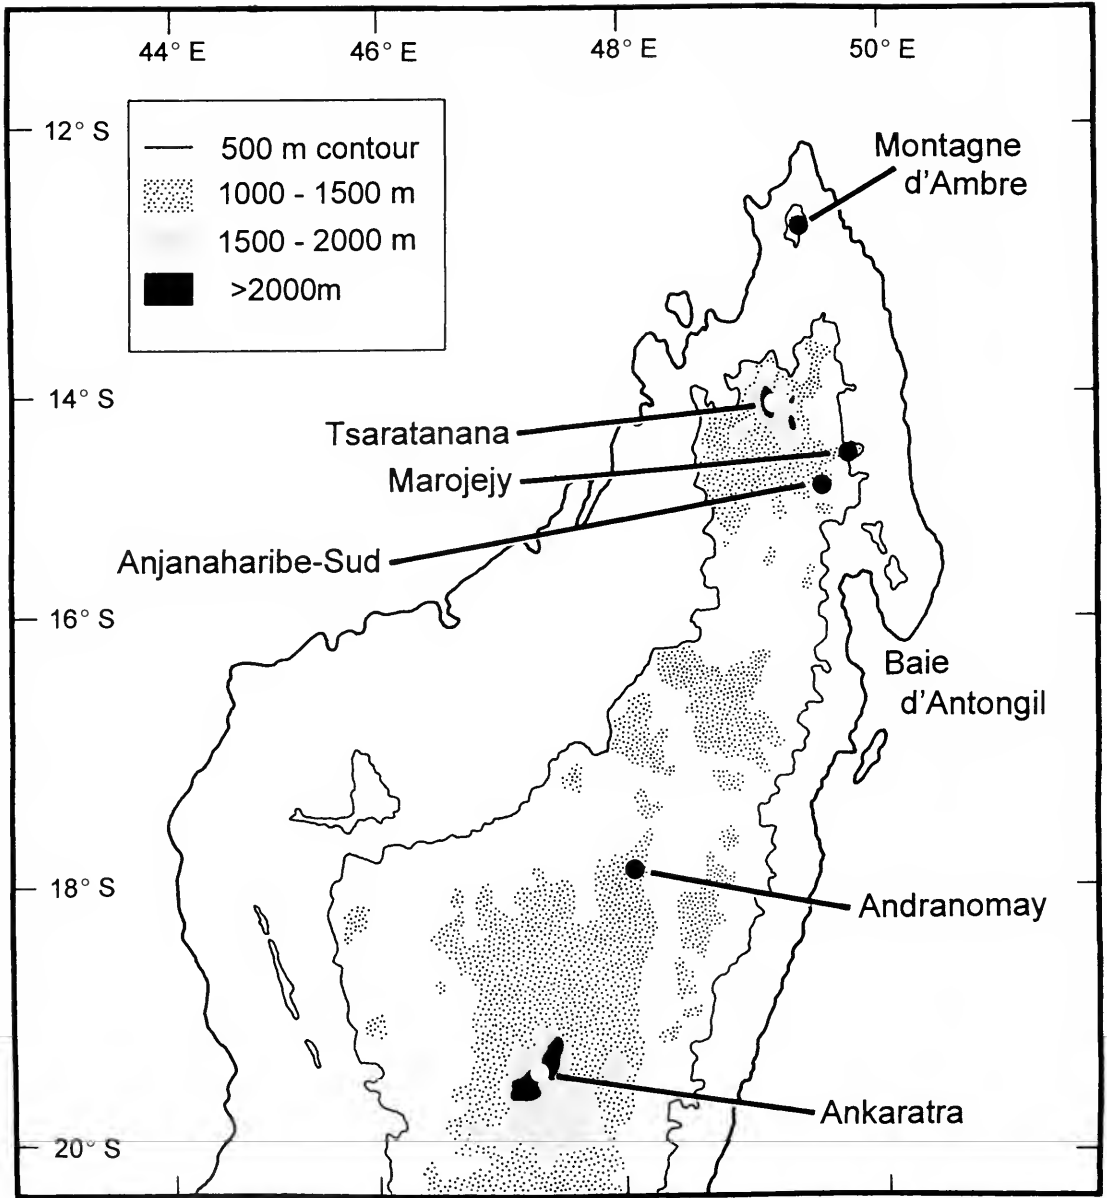 44° E
46° E
48° E
50° E
12° S
500 m contour
1000 - 1500 m
1500 - 2000 m
>2000m
Montagne
d'Ambre
14° S
Tsaratanana
Marojejy
Anjanaharibe-Sud
16° S
Baie
d'Antongil
18° S
Andranomay
Ankaratra
20° S